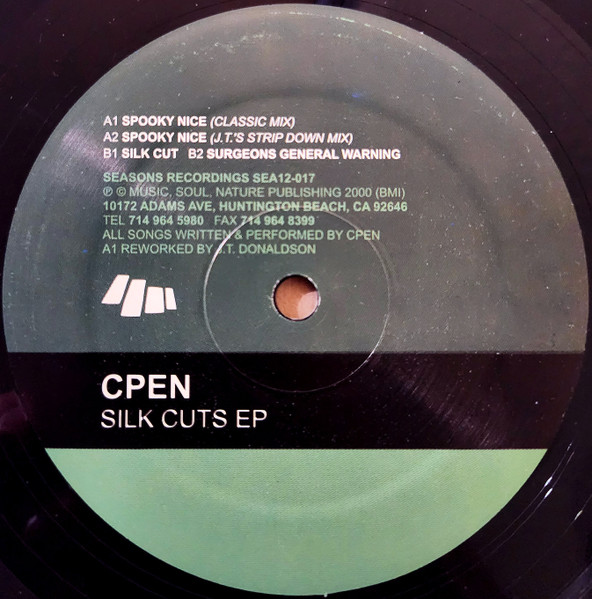 A1 SPOOKY NICE (CLASSIC MIX)
A2 SPOOKY NICE (J.T.'S STRIP DOWN MIX)
B1 SILK CUT B2 SURGEONS GENERAL WARNING
SEASONS RECORDINGS SEA12-017
℗ © MUSIC, SOUL, NATURE PUBLISHING 2000 (BMI)
10172 ADAMS AVE, HUNTINGTON BEACH, CA 92646
TEL 714 964 5980 FAX 714 964 8399
ALL SONGS WRITTEN & PERFORMED BY CPEN
A1 REWORKED BY J.T. DONALDSON
CPEN
SILK CUTS EP